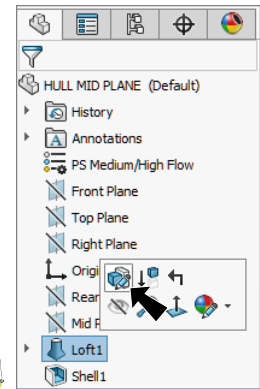 HULL MID PLANE (Default)
History
A Annotations
PS Medium/High Flow
Front Plane
Top Plane
Right Plane
Origi
Rear
Mid P
Loft1
Shell1